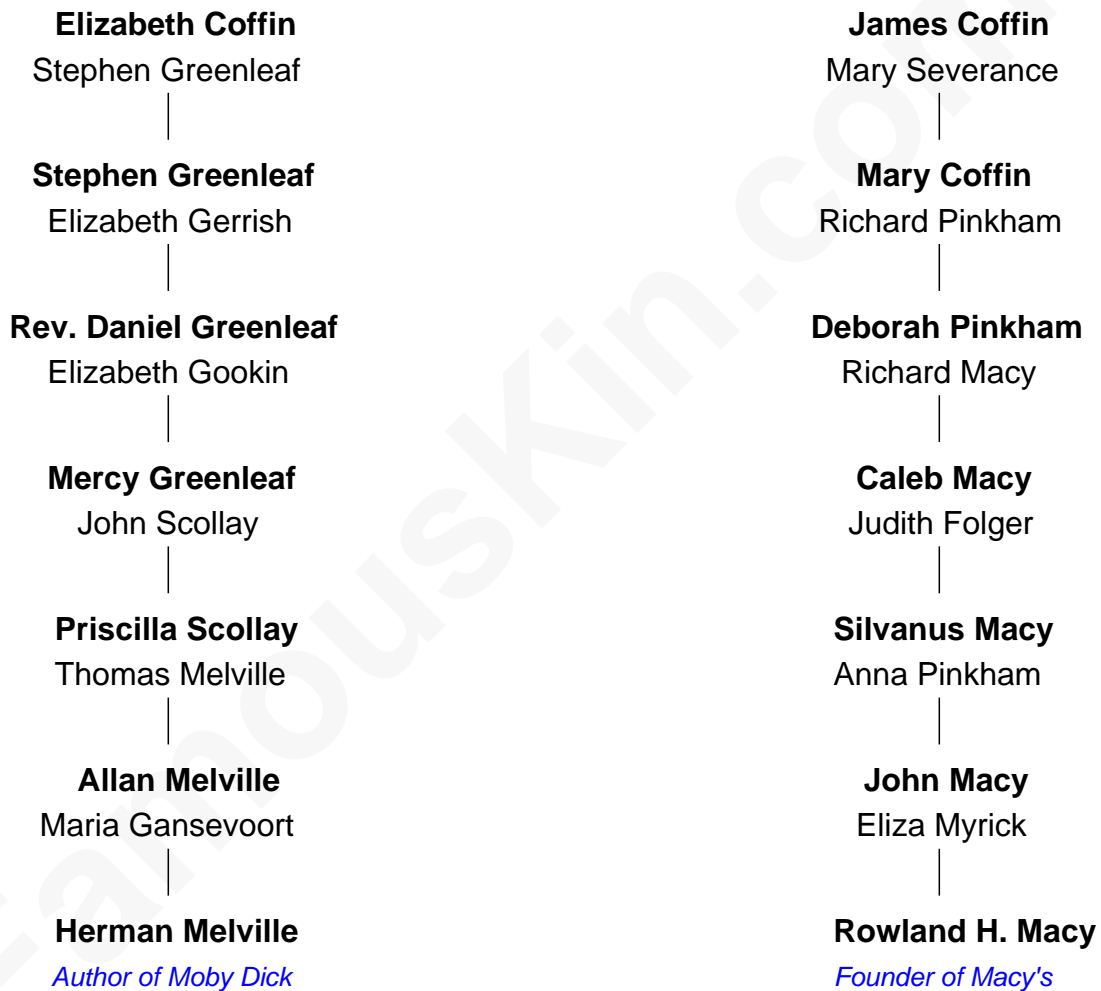 Elizabeth Coffin
Stephen Greenleaf
Stephen Greenleaf
Elizabeth Gerrish
Rev. Daniel Greenleaf
Elizabeth Gookin
Mercy Greenleaf
John Scollay
Priscilla Scollay
Thomas Melville
Allan Melville
Maria Gansevoort
Herman Melville
Author of Moby Dick
James Coffin
Mary Severance
Mary Coffin
Richard Pinkham
Deborah Pinkham
Richard Macy
Caleb Macy
Judith Folger
Silvanus Macy
Anna Pinkham
John Macy
Eliza Myrick
Rowland H. Macy
Founder of Macy's
FamousKin.com